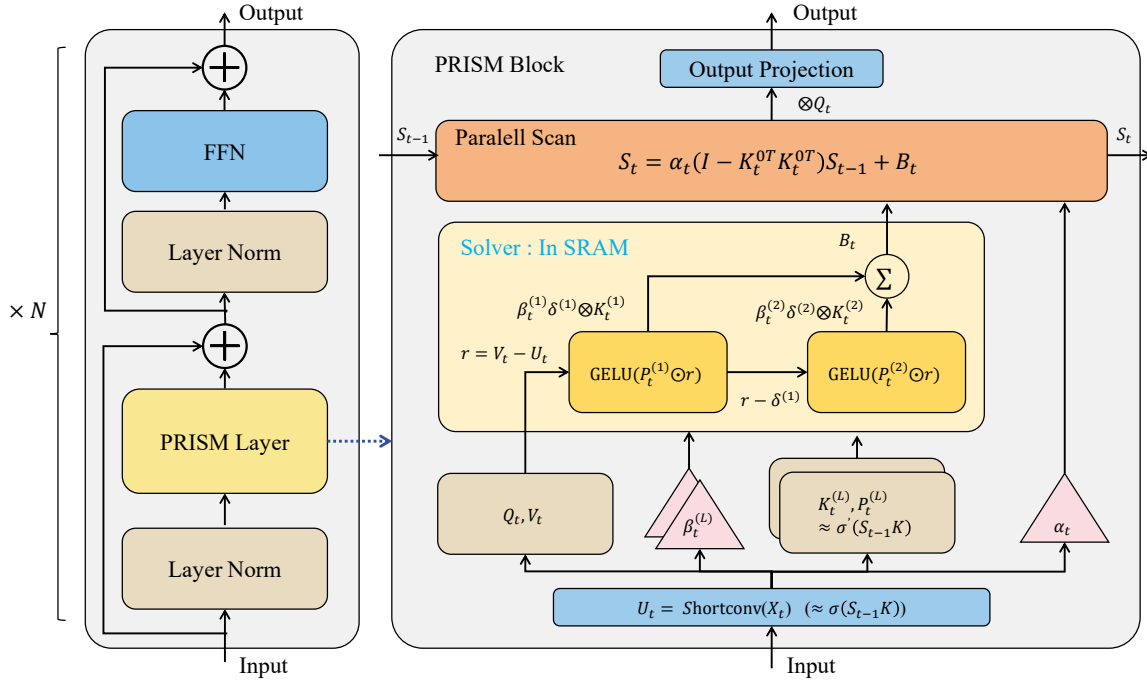 Output
FFN
Layer Norm
× N
PRISM Layer
Layer Norm
Input
Output
PRISM Block
Output Projection
⊗Q_t
S_{t-1}
Paralell Scan
S_t
S_t = α_t(I − K_t^{0T} K_t^{0T})S_{t-1} + B_t
Solver : In SRAM
B_t
Σ
β_t^{(1)} δ^{(1)}⊗K_t^{(1)}
β_t^{(2)} δ^{(2)}⊗K_t^{(2)}
r = V_t − U_t
GELU(P_t^{(1)}⊙r)
GELU(P_t^{(2)}⊙r)
r − δ^{(1)}
Q_t, V_t
β_t^{(L)}
K_t^{(L)}, P_t^{(L)}
≈ σ'(S_{t-1}K)
α_t
U_t = Shortconv(X_t) (≈ σ(S_{t-1}K))
Input